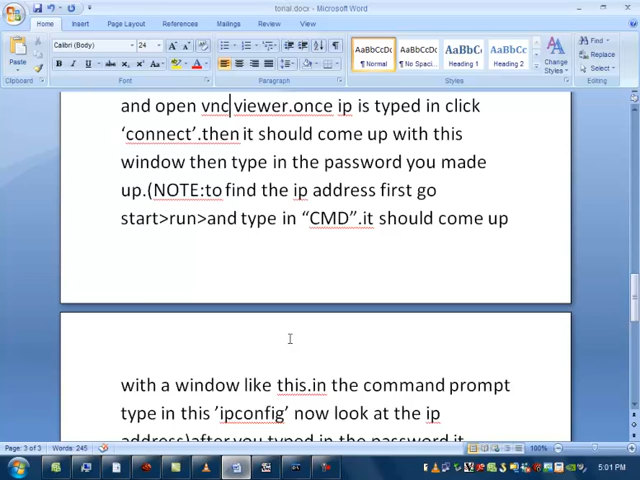 torial.docx - Microsoft Word
Home Insert Page Layout References Mailings Review View
Calibri (Body) 24
Paste
B I U
AaBbCcDc AaBbCcDc AaBbC AaBbCc
¶ Normal ¶ No Spaci... Heading 1 Heading 2
Change Styles
Find
Replace
Select
Clipboard Font Paragraph Styles Editing
and open vnc viewer.once ip is typed in click
‘connect’.then it should come up with this
window then type in the password you made
up.(NOTE:to find the ip address first go
start>run>and type in “CMD”.it should come up
with a window like this.in the command prompt
type in this ’ipconfig’ now look at the ip
address)after you typed in the password it
Page: 3 of 3 Words: 245 100%
5:01 PM